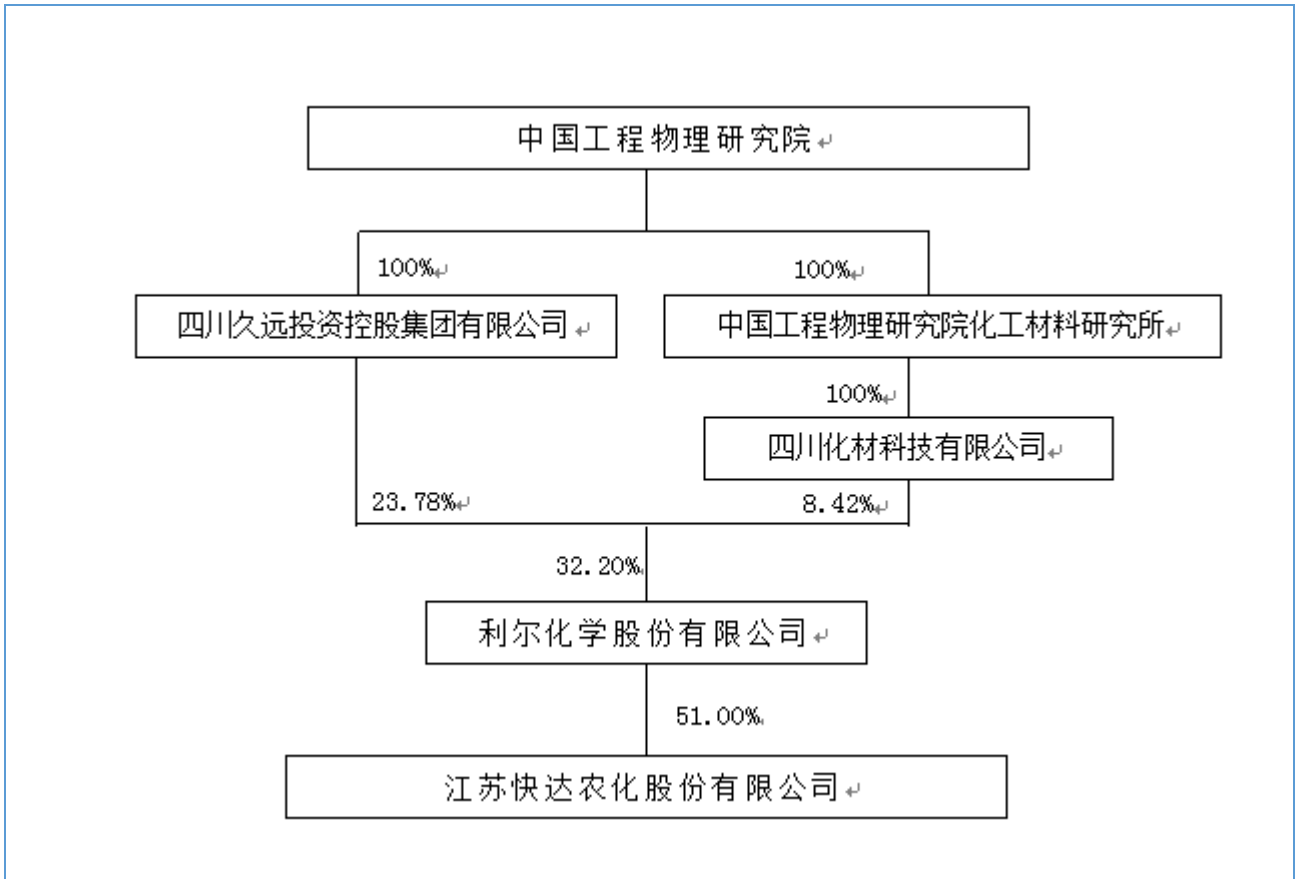 中国工程物理研究院
100%
100%
四川久远投资控股集团有限公司
中国工程物理研究院化工材料研究所
100%
四川化材科技有限公司
23.78%
8.42%
32.20%
利尔化学股份有限公司
51.00%
江苏快达农化股份有限公司